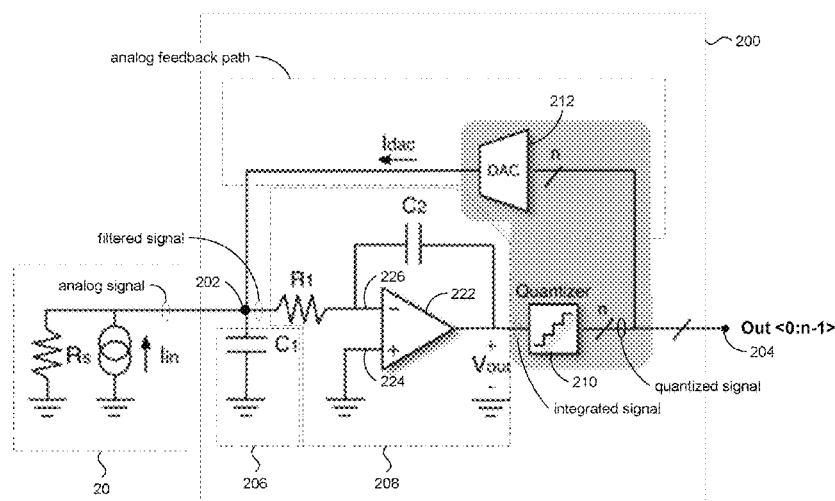 200
analog feedback path
212
Idac
DAC
n
C2
filtered signal
analog signal
202
R1
226
222
Quantizer
n
Rs
Iin
C1
224
+
-
+
Vout
-
210
Out <0:n-1>
204
quantized signal
integrated signal
20
206
208